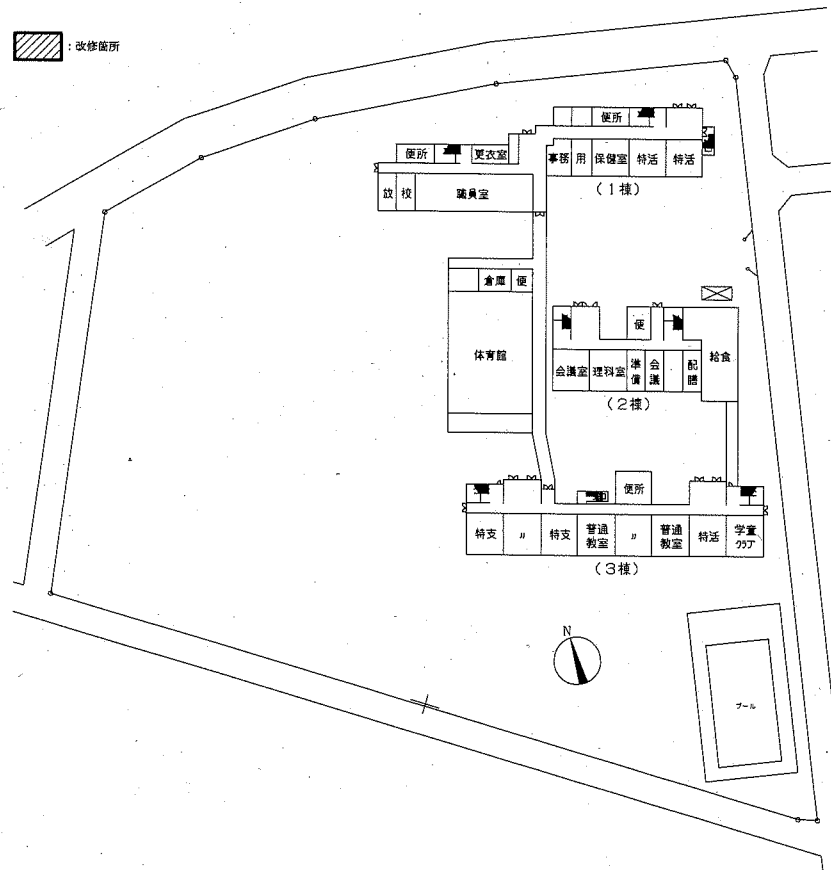 ：改修箇所
便所
便所
更衣室
事務
用
保健室
特活
特活
（1棟）
放
校
職員室
倉庫
便
体育館
便
給食
会議室
理科室
準備
会議
配膳
（2棟）
便所
特支
〃
特支
普通教室
〃
普通教室
特活
学童クラブ
（3棟）
N
プール